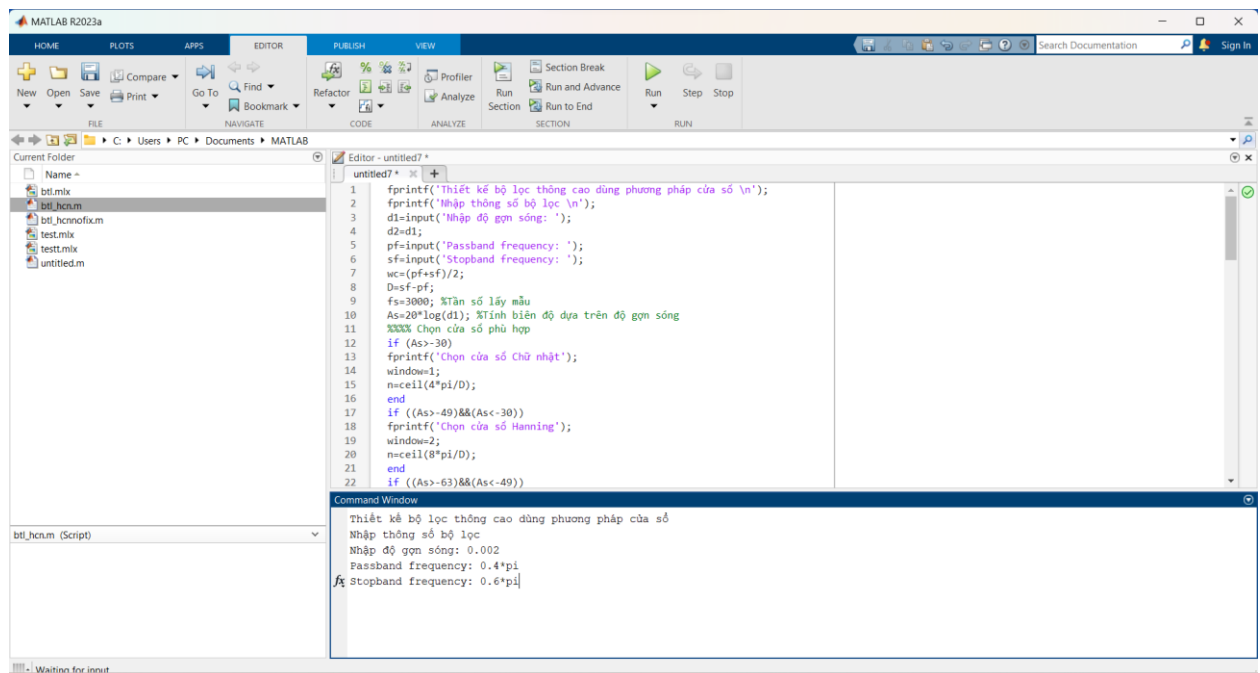 MATLAB R2023a
HOME PLOTS APPS EDITOR PUBLISH VIEW Search Documentation Sign In
New Open Save Compare Print Go To Find Bookmark Refactor Profiler Analyze Run Section Section Break Run and Advance Run to End Run Step Stop
FILE NAVIGATE CODE ANALYZE SECTION RUN
C: Users PC Documents MATLAB
Current Folder
Name
btl.mlx
btl_hcn.m
btl_hcnnofix.m
test.mlx
testt.mlx
untitled.m
btl_hcn.m (Script)
Editor - untitled7 *
untitled7 *
1 fprintf('Thiết kế bộ lọc thông cao dùng phương pháp cửa sổ \n');
2 fprintf('Nhập thông số bộ lọc \n');
3 d1=input('Nhập độ gợn sóng: ');
4 d2=d1;
5 pf=input('Passband frequency: ');
6 sf=input('Stopband frequency: ');
7 wc=(pf+sf)/2;
8 D=sf-pf;
9 fs=3000; %Tần số lấy mẫu
10 As=20*log(d1); %Tính biên độ dựa trên độ gợn sóng
11 %%%% Chọn cửa sổ phù hợp
12 if (As>-30)
13 fprintf('Chọn cửa sổ Chữ nhật');
14 window=1;
15 n=ceil(4*pi/D);
16 end
17 if ((As>-49)&&(As<-30))
18 fprintf('Chọn cửa sổ Hanning');
19 window=2;
20 n=ceil(8*pi/D);
21 end
22 if ((As>-63)&&(As<-49))
Command Window
Thiết kế bộ lọc thông cao dùng phương pháp cửa sổ
Nhập thông số bộ lọc
Nhập độ gợn sóng: 0.002
Passband frequency: 0.4*pi
fx Stopband frequency: 0.6*pi
Waiting for input